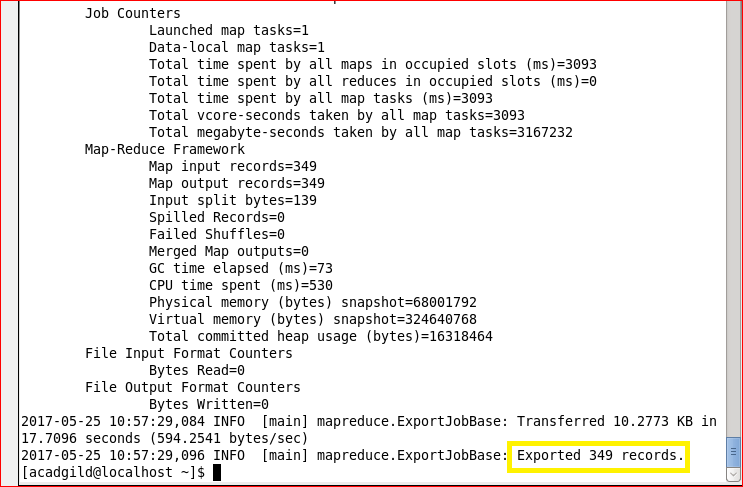 Job Counters
Launched map tasks=1
Data-local map tasks=1
Total time spent by all maps in occupied slots (ms)=3093
Total time spent by all reduces in occupied slots (ms)=0
Total time spent by all map tasks (ms)=3093
Total vcore-seconds taken by all map tasks=3093
Total megabyte-seconds taken by all map tasks=3167232
Map-Reduce Framework
Map input records=349
Map output records=349
Input split bytes=139
Spilled Records=0
Failed Shuffles=0
Merged Map outputs=0
GC time elapsed (ms)=73
CPU time spent (ms)=530
Physical memory (bytes) snapshot=68001792
Virtual memory (bytes) snapshot=324640768
Total committed heap usage (bytes)=16318464
File Input Format Counters
Bytes Read=0
File Output Format Counters
Bytes Written=0
2017-05-25 10:57:29,084 INFO  [main] mapreduce.ExportJobBase: Transferred 10.2773 KB in
17.7096 seconds (594.2541 bytes/sec)
2017-05-25 10:57:29,096 INFO  [main] mapreduce.ExportJobBase: Exported 349 records.
[acadgild@localhost ~]$